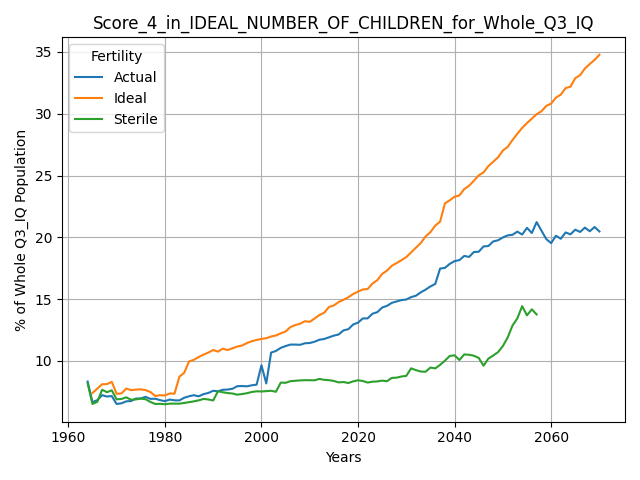 Score_4_in_IDEAL_NUMBER_OF_CHILDREN_for_Whole_Q3_IQ
Fertility
Actual
Ideal
Sterile
% of Whole Q3_IQ Population
35
30
25
20
15
10
1960
1980
2000
2020
2040
2060
Years